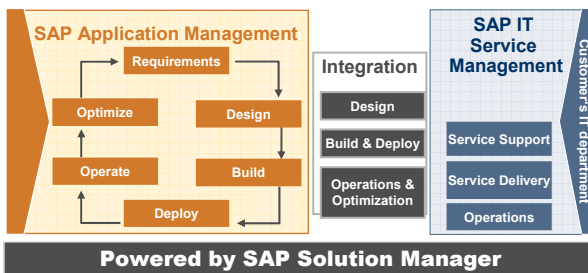 SAP Application Management
Requirements
Optimize
Design
Operate
Build
Deploy
Integration
Design
Build & Deploy
Operations &
Optimization
SAP IT
Service
Management
Service Support
Service Delivery
Operations
Customer's IT department
Powered by SAP Solution Manager